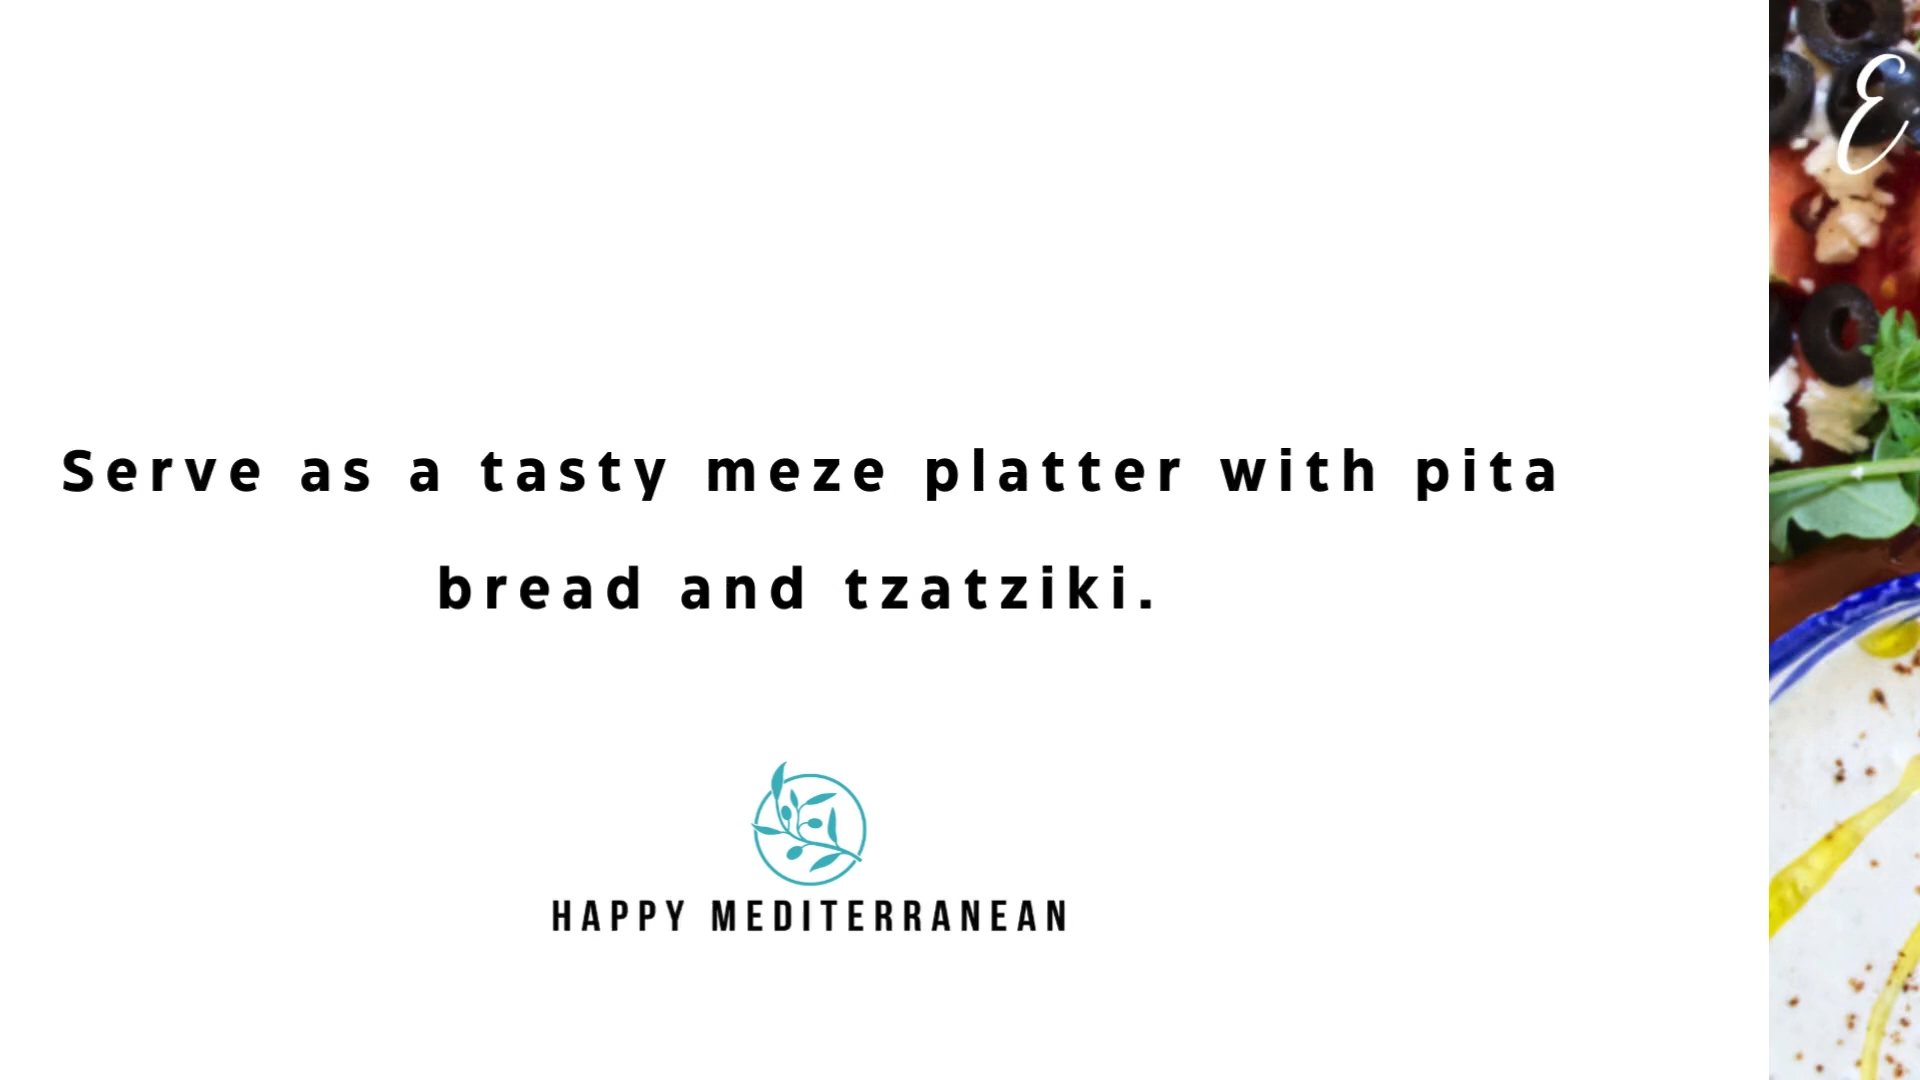 Serve as a tasty meze platter with pita
bread and tzatziki.
HAPPY MEDITERRANEAN
E